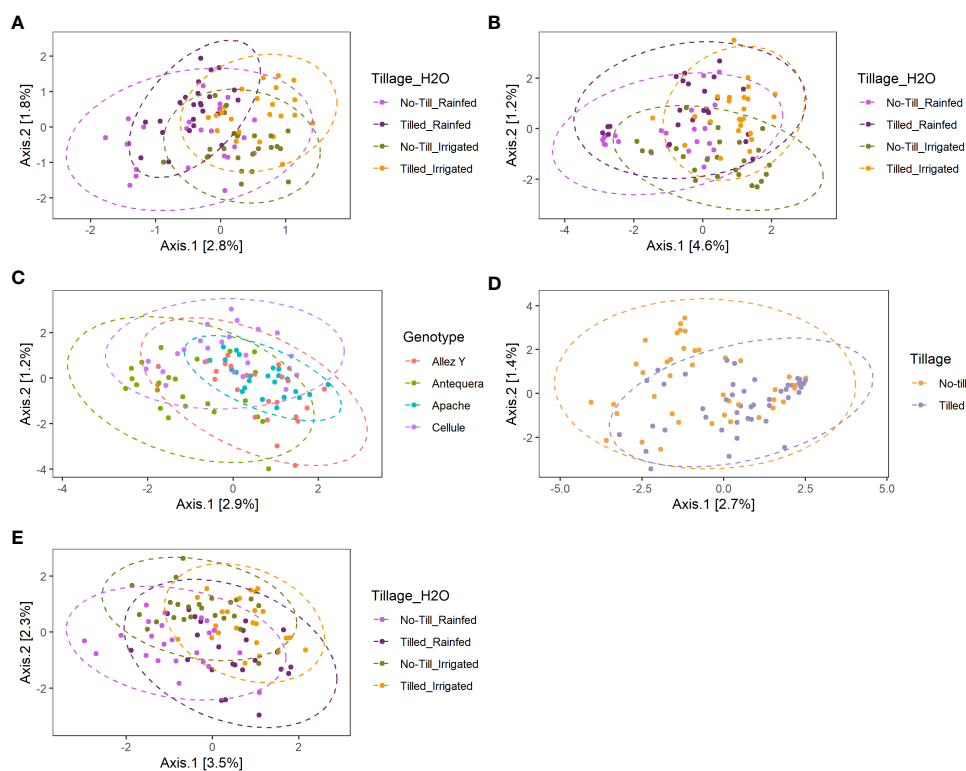 A
Axis.2 [1.8%]
2
1
0
-1
-2
-2
-1
0
1
Axis.1 [2.8%]
Tillage_H2O
No-Till_Rainfed
Tilled_Rainfed
No-Till_Irrigated
Tilled_Irrigated
B
Axis.2 [1.2%]
2
0
-2
-4
-2
0
2
Axis.1 [4.6%]
Tillage_H2O
No-Till_Rainfed
Tilled_Rainfed
No-Till_Irrigated
Tilled_Irrigated
C
Axis.2 [1.2%]
2
0
-2
-4
-4
-2
0
2
Axis.1 [2.9%]
Genotype
Allez Y
Antequera
Apache
Cellule
D
Axis.2 [1.4%]
4
2
0
-2
-5.0
-2.5
0.0
2.5
5.0
Axis.1 [2.7%]
Tillage
No-till
Tilled
E
Axis.2 [2.3%]
2
0
-2
-2
0
2
Axis.1 [3.5%]
Tillage_H2O
No-Till_Rainfed
Tilled_Rainfed
No-Till_Irrigated
Tilled_Irrigated